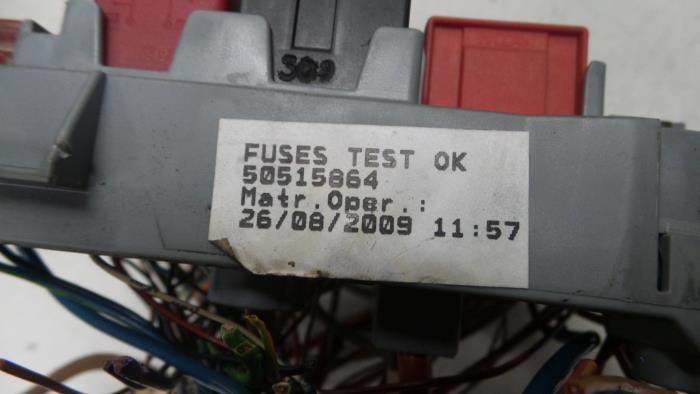 309
FUSES TEST OK
50515864
Matr.Oper.:
26/08/2009 11:57